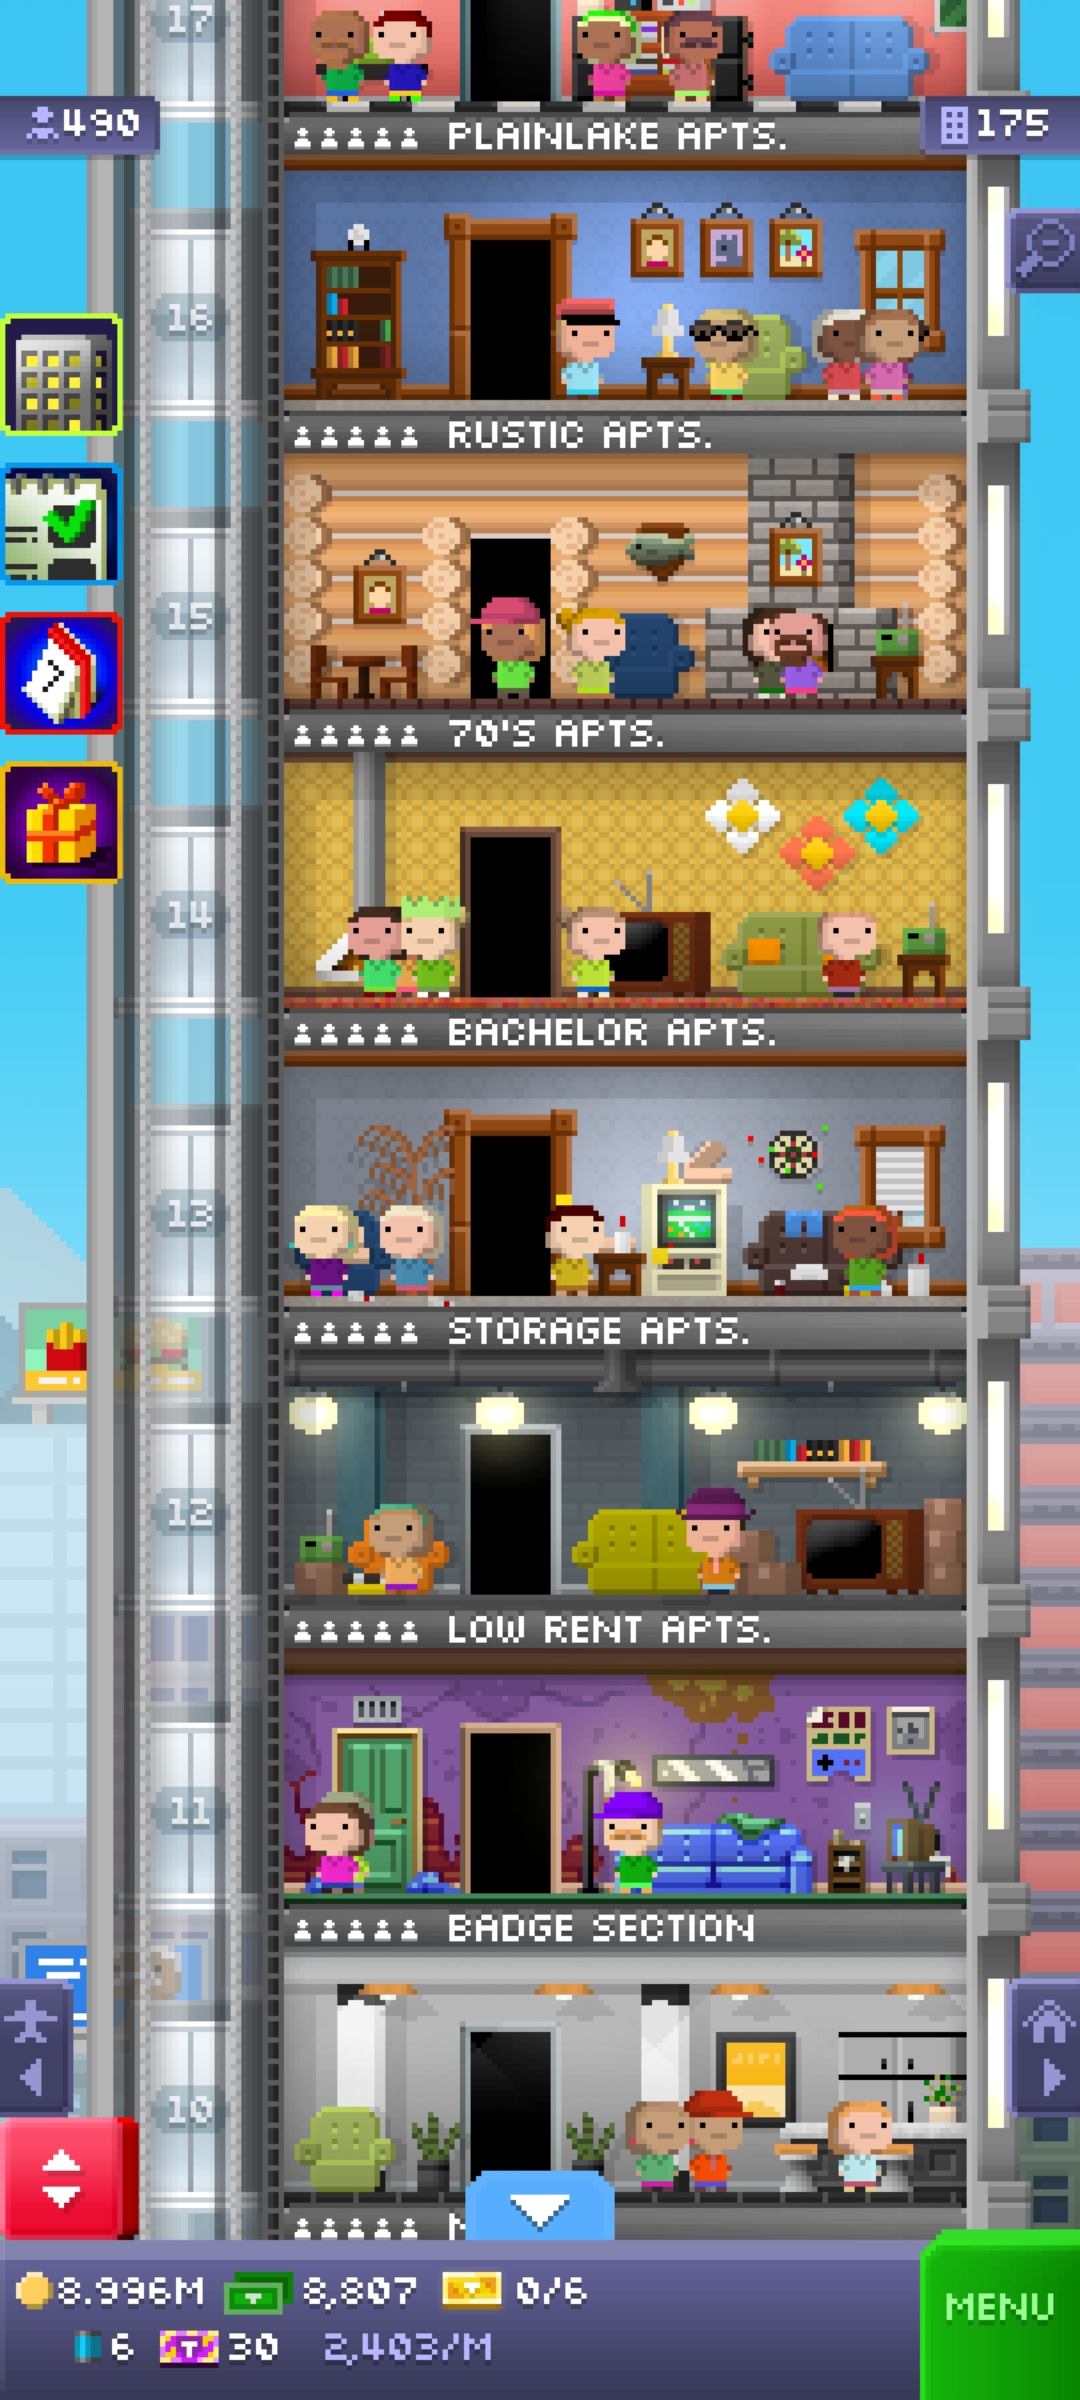 17
490
PLAINLAKE APTS.
175
16
RUSTIC APTS.
15
70'S APTS.
14
BACHELOR APTS.
13
STORAGE APTS.
12
LOW RENT APTS.
11
BADGE SECTION
10
8.996M 8,807 0/6
6 T 30 2,403/M
MENU